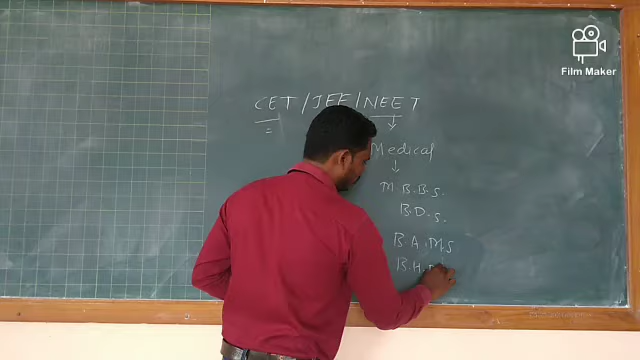 Film Maker
CET / JEE / NEET
Medical
M.B.B.S.
B.D.S.
B.A.M.S
B.H.